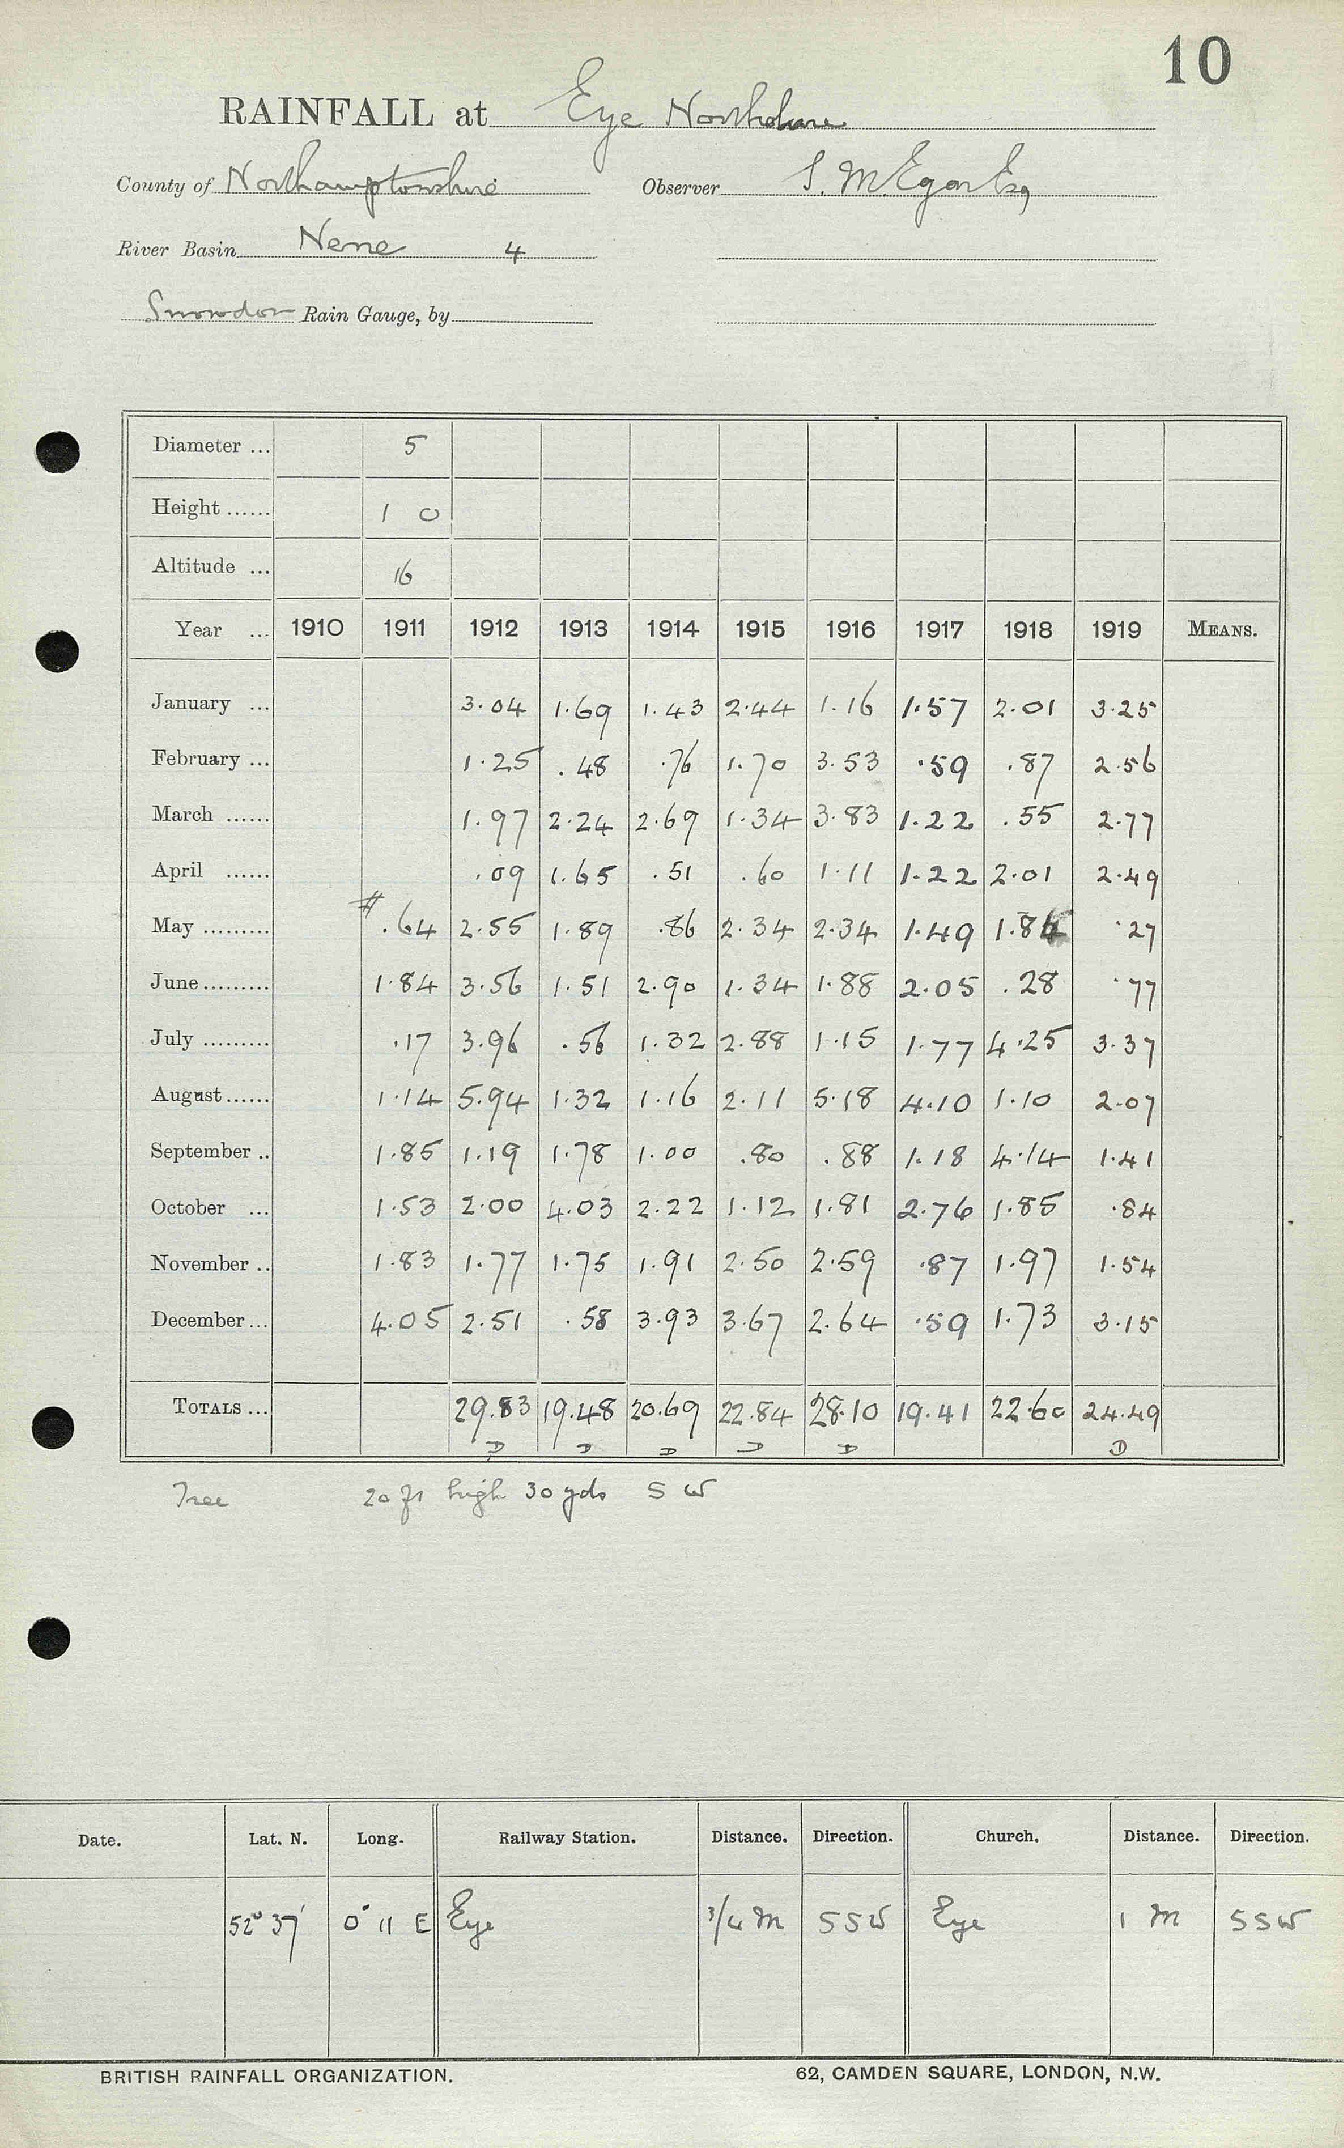 10
RAINFALL at Eye Northolme
County of Northamptonshire Observer S. M. Egar Esq
River Basin Nene 4
Snowdon Rain Gauge, by
Diameter ... 5
Height ...... 1 0
Altitude ... 16
Year ... 1910 1911 1912 1913 1914 1915 1916 1917 1918 1919 MEANS.
January ... 3.04 1.69 1.43 2.44 1.16 1.57 2.01 3.25
February ... 1.25 .48 .76 1.70 3.53 .59 .87 2.56
March ...... 1.97 2.24 2.69 1.34 3.83 1.22 .55 2.77
April ...... .09 1.65 .51 .60 1.11 1.22 2.01 2.49
May ......... # .64 2.55 1.89 .86 2.34 2.34 1.49 1.84 .27
June ......... 1.84 3.56 1.51 2.90 1.34 1.88 2.05 .28 .77
July ......... .17 3.96 .56 1.32 2.88 1.15 1.77 4.25 3.37
August ...... 1.14 5.94 1.32 1.16 2.11 5.18 4.10 1.10 2.07
September .. 1.85 1.19 1.78 1.00 .80 .88 1.18 4.14 1.41
October ... 1.53 2.00 4.03 2.22 1.12 1.81 2.76 1.85 .84
November .. 1.83 1.77 1.75 1.91 2.50 2.59 .87 1.97 1.54
December ... 4.05 2.51 .58 3.93 3.67 2.64 .59 1.73 3.15
TOTALS ... 29.83 19.48 20.69 22.84 28.10 19.41 22.60 24.49
D D D D D D
Tree 20 ft high 30 yds S W
Date. Lat. N. Long. Railway Station. Distance. Direction. Church. Distance. Direction.
52° 37' 0° 11 E Eye 3/4 m SSW Eye 1 m SSW
BRITISH RAINFALL ORGANIZATION. 62, CAMDEN SQUARE, LONDON, N.W.